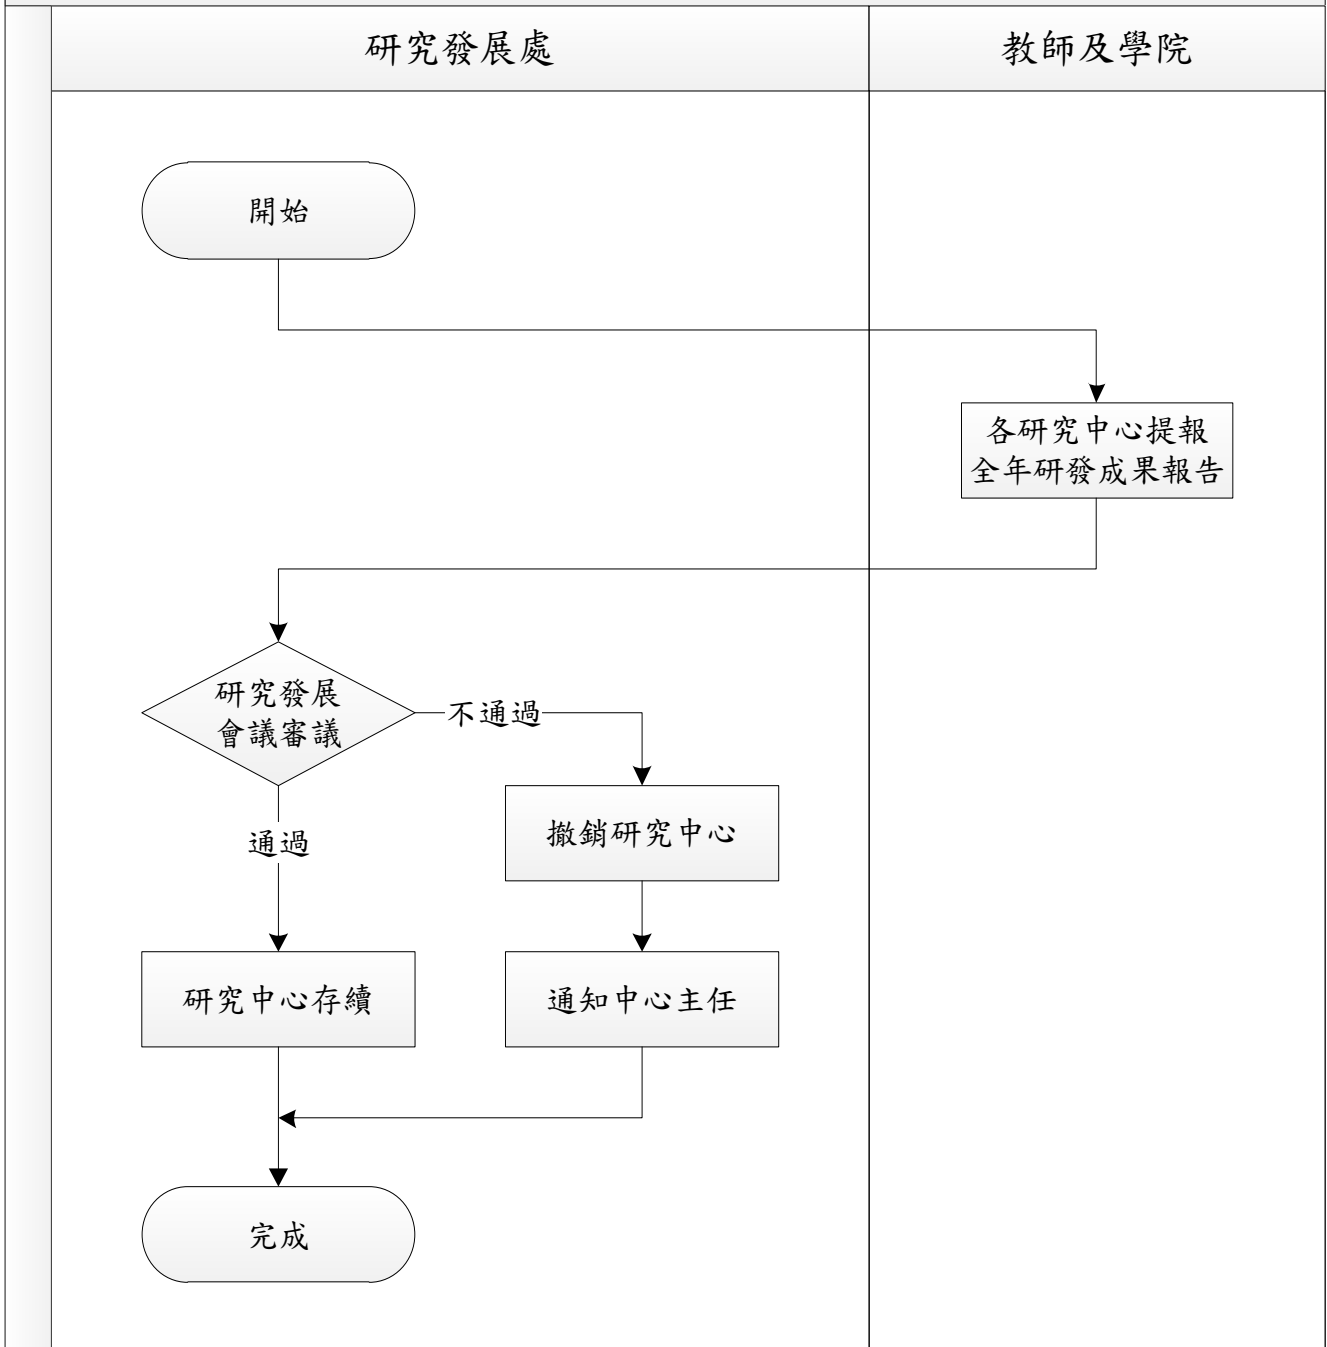 研究發展處
教師及學院
開始
各研究中心提報
全年研發成果報告
研究發展
會議審議
不通過
通過
撤銷研究中心
研究中心存續
通知中心主任
完成